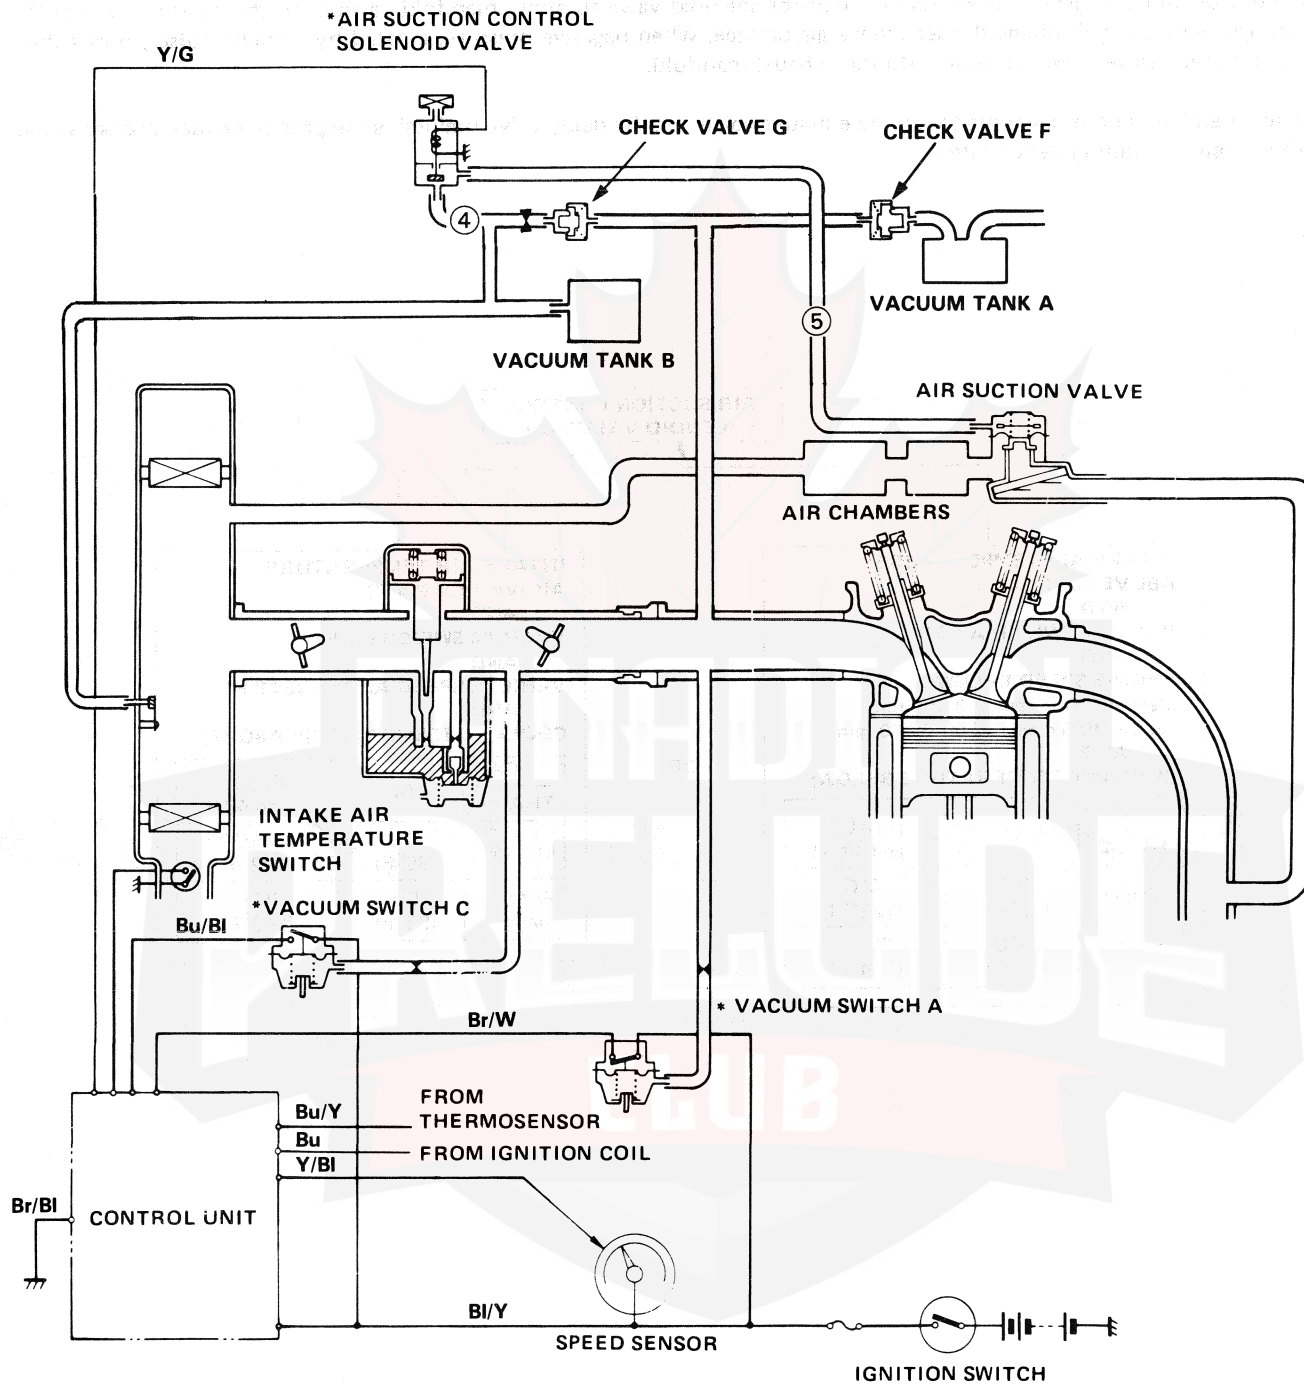 *AIR SUCTION CONTROL
SOLENOID VALVE
Y/G
CHECK VALVE G
CHECK VALVE F
4
VACUUM TANK A
5
VACUUM TANK B
AIR SUCTION VALVE
AIR CHAMBERS
INTAKE AIR
TEMPERATURE
SWITCH
*VACUUM SWITCH C
Bu/Bl
* VACUUM SWITCH A
Br/W
FROM
THERMOSENSOR
Bu/Y
Bu
FROM IGNITION COIL
Y/Bl
Br/Bl
CONTROL UNIT
Bl/Y
SPEED SENSOR
IGNITION SWITCH
PRELUDE
CLUB